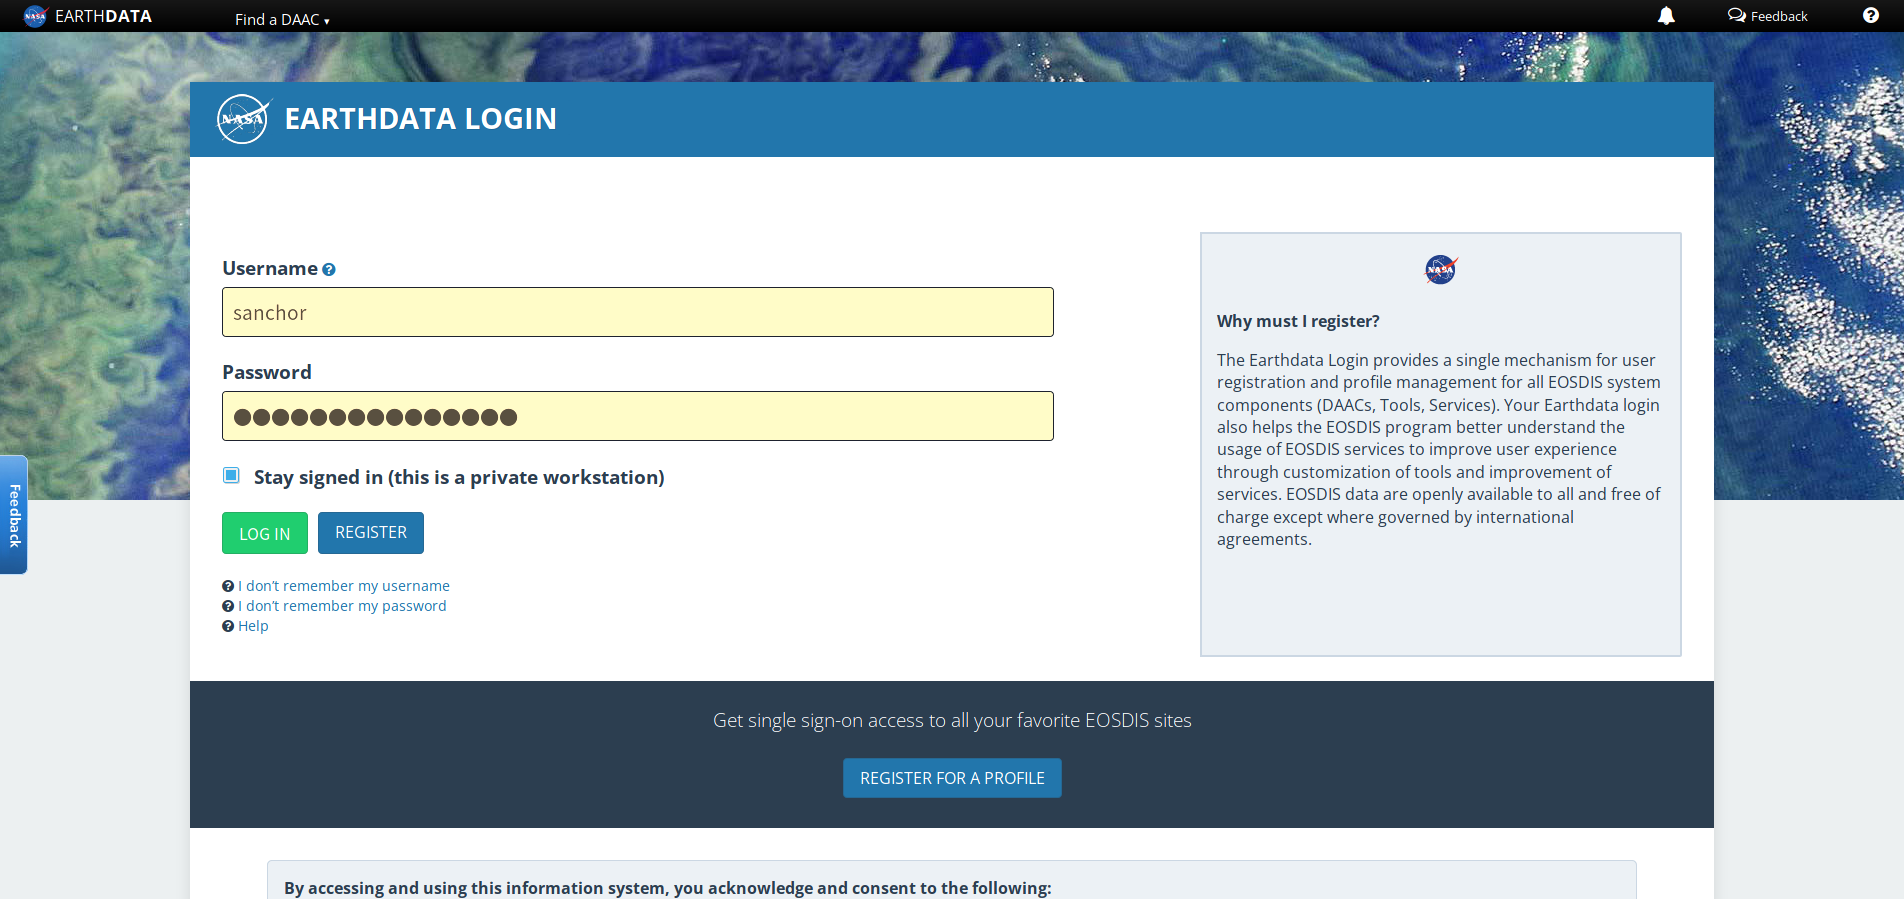 NASA EARTHDATA Find a DAAC ▾ Feedback
NASA EARTHDATA LOGIN
Username
sanchor
Password
●●●●●●●●●●●●●●●
Stay signed in (this is a private workstation)
LOG IN REGISTER
I don't remember my username
I don't remember my password
Help
NASA
Why must I register?
The Earthdata Login provides a single mechanism for user
registration and profile management for all EOSDIS system
components (DAACs, Tools, Services). Your Earthdata login
also helps the EOSDIS program better understand the
usage of EOSDIS services to improve user experience
through customization of tools and improvement of
services. EOSDIS data are openly available to all and free of
charge except where governed by international
agreements.
Feedback
Get single sign-on access to all your favorite EOSDIS sites
REGISTER FOR A PROFILE
By accessing and using this information system, you acknowledge and consent to the following: